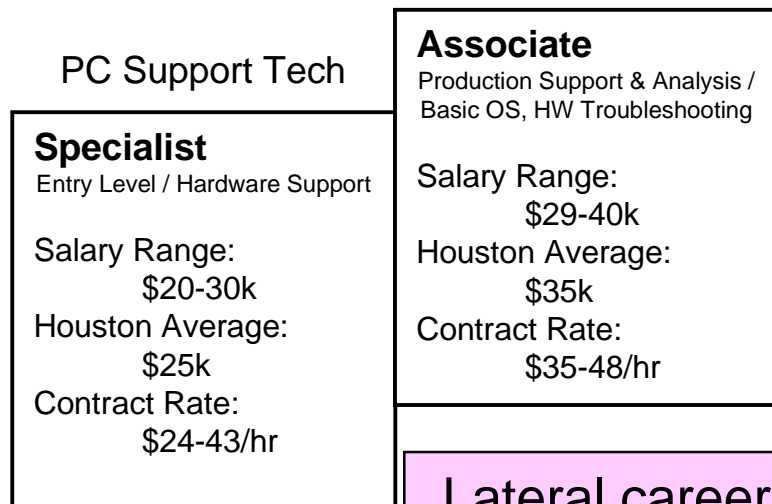 PC Support Tech
Specialist
Entry Level / Hardware Support
Salary Range:
$20-30k
Houston Average:
$25k
Contract Rate:
$24-43/hr
Associate
Production Support & Analysis /
Basic OS, HW Troubleshooting
Salary Range:
$29-40k
Houston Average:
$35k
Contract Rate:
$35-48/hr
Lateral career